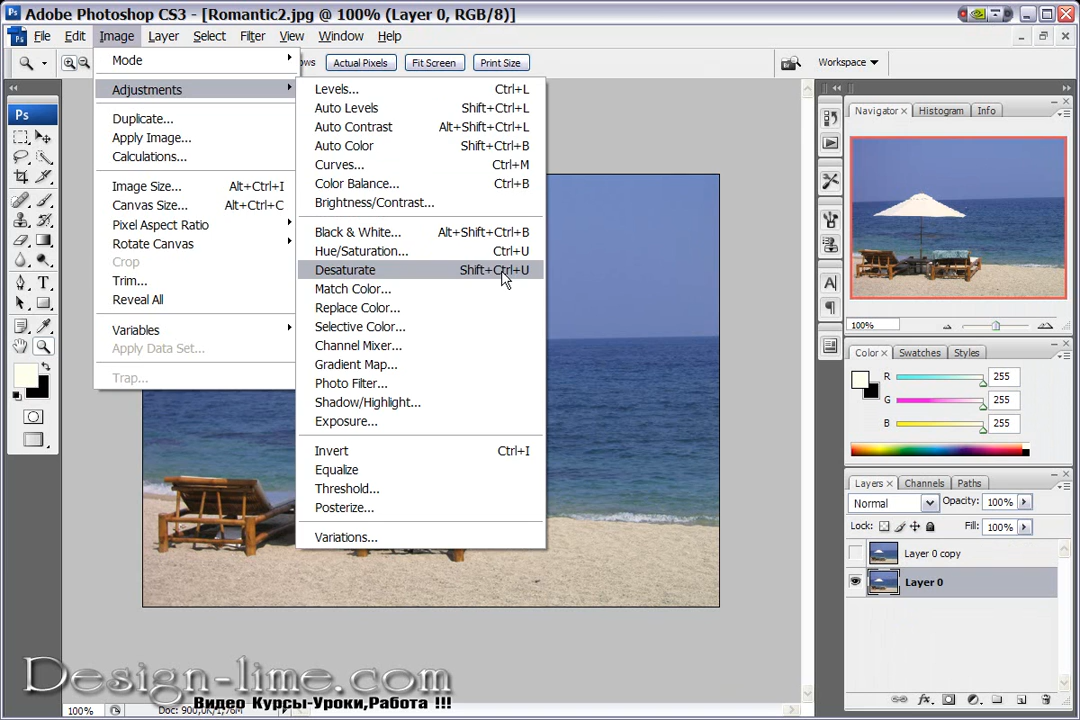 Adobe Photoshop CS3 - [Romantic2.jpg @ 100% (Layer 0, RGB/8)]
File Edit Image Layer Select Filter View Window Help
ows Actual Pixels Fit Screen Print Size Workspace
Mode
Adjustments
Duplicate...
Apply Image...
Calculations...
Image Size... Alt+Ctrl+I
Canvas Size... Alt+Ctrl+C
Pixel Aspect Ratio
Rotate Canvas
Crop
Trim...
Reveal All
Variables
Apply Data Set...
Trap...
Levels... Ctrl+L
Auto Levels Shift+Ctrl+L
Auto Contrast Alt+Shift+Ctrl+L
Auto Color Shift+Ctrl+B
Curves... Ctrl+M
Color Balance... Ctrl+B
Brightness/Contrast...
Black & White... Alt+Shift+Ctrl+B
Hue/Saturation... Ctrl+U
Desaturate Shift+Ctrl+U
Match Color...
Replace Color...
Selective Color...
Channel Mixer...
Gradient Map...
Photo Filter...
Shadow/Highlight...
Exposure...
Invert Ctrl+I
Equalize
Threshold...
Posterize...
Variations...
Ps
Navigator Histogram Info
100%
Color Swatches Styles
R 255
G 255
B 255
Layers Channels Paths
Normal Opacity: 100%
Lock: Fill: 100%
Layer 0 copy
Layer 0
Design-lime.com
Видео Курсы-Уроки,Работа !!!
100% Doc: 900,0K/1,76M